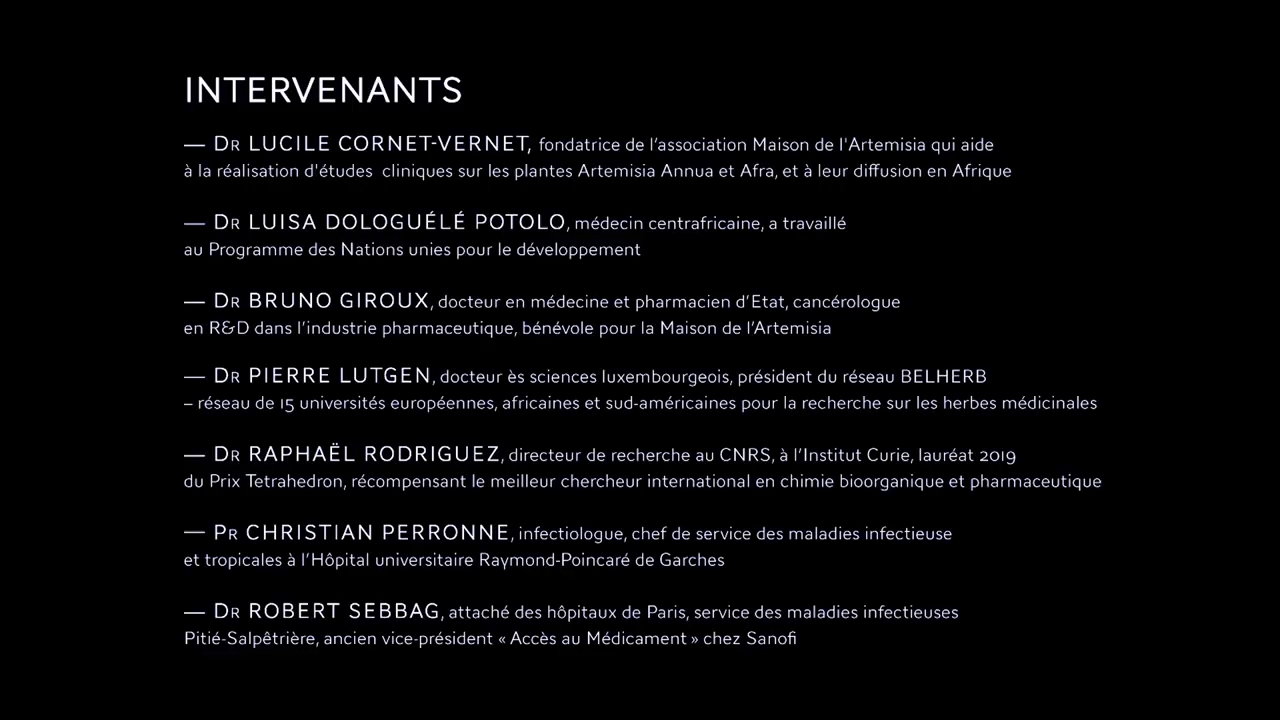 INTERVENANTS
— Dr LUCILE CORNET-VERNET, fondatrice de l’association Maison de l'Artemisia qui aide
à la réalisation d'études cliniques sur les plantes Artemisia Annua et Afra, et à leur diffusion en Afrique
— Dr LUISA DOLOGUÉLÉ POTOLO, médecin centrafricaine, a travaillé
au Programme des Nations unies pour le développement
— Dr BRUNO GIROUX, docteur en médecine et pharmacien d’Etat, cancérologue
en R&D dans l’industrie pharmaceutique, bénévole pour la Maison de l’Artemisia
— Dr PIERRE LUTGEN, docteur ès sciences luxembourgeois, président du réseau BELHERB
– réseau de 15 universités européennes, africaines et sud-américaines pour la recherche sur les herbes médicinales
— Dr RAPHAËL RODRIGUEZ, directeur de recherche au CNRS, à l’Institut Curie, lauréat 2019
du Prix Tetrahedron, récompensant le meilleur chercheur international en chimie bioorganique et pharmaceutique
— Pr CHRISTIAN PERRONNE, infectiologue, chef de service des maladies infectieuse
et tropicales à l’Hôpital universitaire Raymond-Poincaré de Garches
— Dr ROBERT SEBBAG, attaché des hôpitaux de Paris, service des maladies infectieuses
Pitié-Salpêtrière, ancien vice-président « Accès au Médicament » chez Sanofi